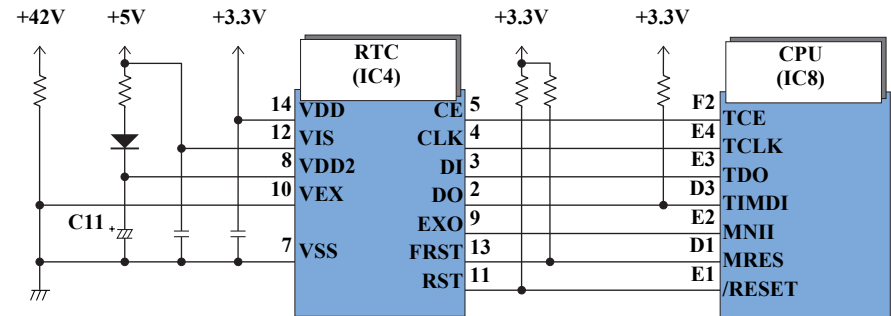 +42V +5V +3.3V +3.3V +3.3V
RTC
(IC4)
CPU
(IC8)
14 VDD CE 5 F2 TCE
12 VIS CLK 4 E4 TCLK
8 VDD2 DI 3 E3 TDO
10 VEX DO 2 D3 TIMDI
C11 + EXO 9 E2 MNII
7 VSS FRST 13 D1 MRES
RST 11 E1 /RESET